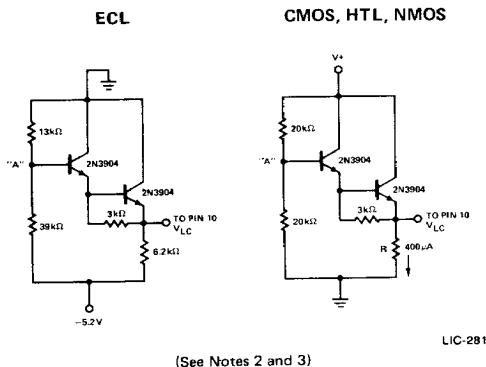 ECL
13kΩ
2N3904
"A"
2N3904
3kΩ
TO PIN 10
VLC
39kΩ
6.2kΩ
−5.2V
CMOS, HTL, NMOS
V+
20kΩ
2N3904
"A"
2N3904
3kΩ
TO PIN 10
VLC
20kΩ
R
400μA
LIC-281
(See Notes 2 and 3)